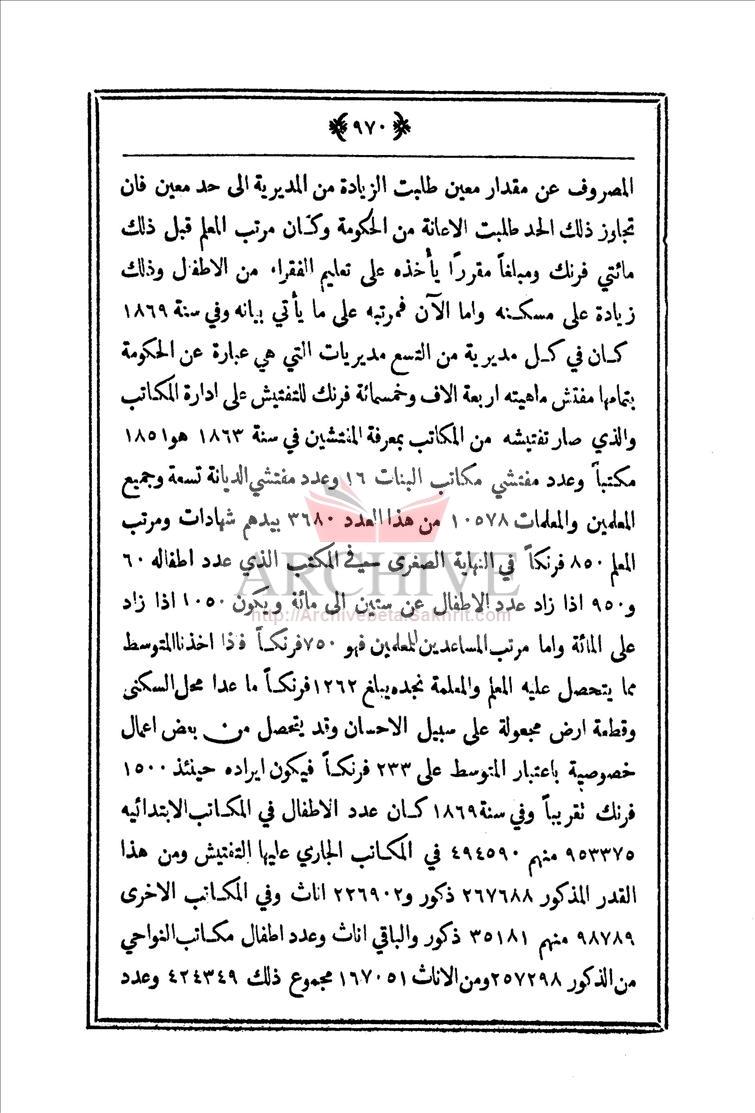 ﴿ ٩٧٠ ﴾
المصروف عن مقدار معين طلبت الزيادة من المديرية الى حد معين فان
تجاوز ذلك الحد طلبت الاعانة من الحكومة وكان مرتب المعلم قبل ذلك
مائتي فرنك ومبلغاً مقررًا يأخذه على تعليم الفقراء من الاطفال وذلك
زيادة على مسكنه واما الآن فمرتبه على ما يأتي بيانه وفي سنة ١٨٦٩
كان في كل مديرية من التسع مديريات التي هي عبارة عن الحكومة
بتمامها مفتش ماهيته اربعة الاف وخمسمائة فرنك للتفتيش على ادارة المكاتب
والذي صار تفتيشه من المكاتب بمعرفة المفتشين في سنة ١٨٦٣ هو ١٨٥١
مكتباً وعدد مفتشي مكاتب البنات ١٦ وعدد مفتشي الديانة تسعة وجميع
المعلمين والمعلمات ١٠٥٧٨ من هذا العدد ٣٦٨٠ بيدهم شهادات ومرتب
المعلم ٨٥٠ فرنكاً في النهاية الصغرى سيفي المكتب الذي عدد اطفاله ٦٠
و٩٥٠ اذا زاد عدد الاطفال عن ستين الى مائة ويكون ١٠٥٠ اذا زاد
على المائة واما مرتب المساعدين للمعلمين فهو ٧٥٠ فرنكاً فاذا اخذنا المتوسط
مما يتحصل عليه المعلم والمعلمة نجده يبلغ ١٢٦٢ فرنكاً ما عدا محل السكنى
وقطعة ارض مجعولة على سبيل الاحسان وقد يتحصل من بعض اعمال
خصوصية باعتبار المتوسط على ٢٣٣ فرنكاً فيكون ايراده حينئذ ١٥٠٠
فرنك نقريباً وفي سنة ١٨٦٩ كان عدد الاطفال في المكاتب الابتدائيه
٩٥٣٣٧٥ منهم ٤٩٤٥٩٠ في المكاتب الجاري عليها التفتيش ومن هذا
القدر المذكور ٢٦٧٦٨٨ ذكور و٢٢٦٩٠٢ اناث وفي المكاتب الاخرى
٩٨٧٨٩ منهم ٣٥١٨١ ذكور والباقي اناث وعدد اطفال مكاتب النواحي
من الذكور ٢٥٧٢٩٨ ومن الاناث ١٦٧٠٥١ مجموع ذلك ٤٢٤٣٤٩ وعدد
ARCHIVE
http://Archivebeta.Sakhrit.com